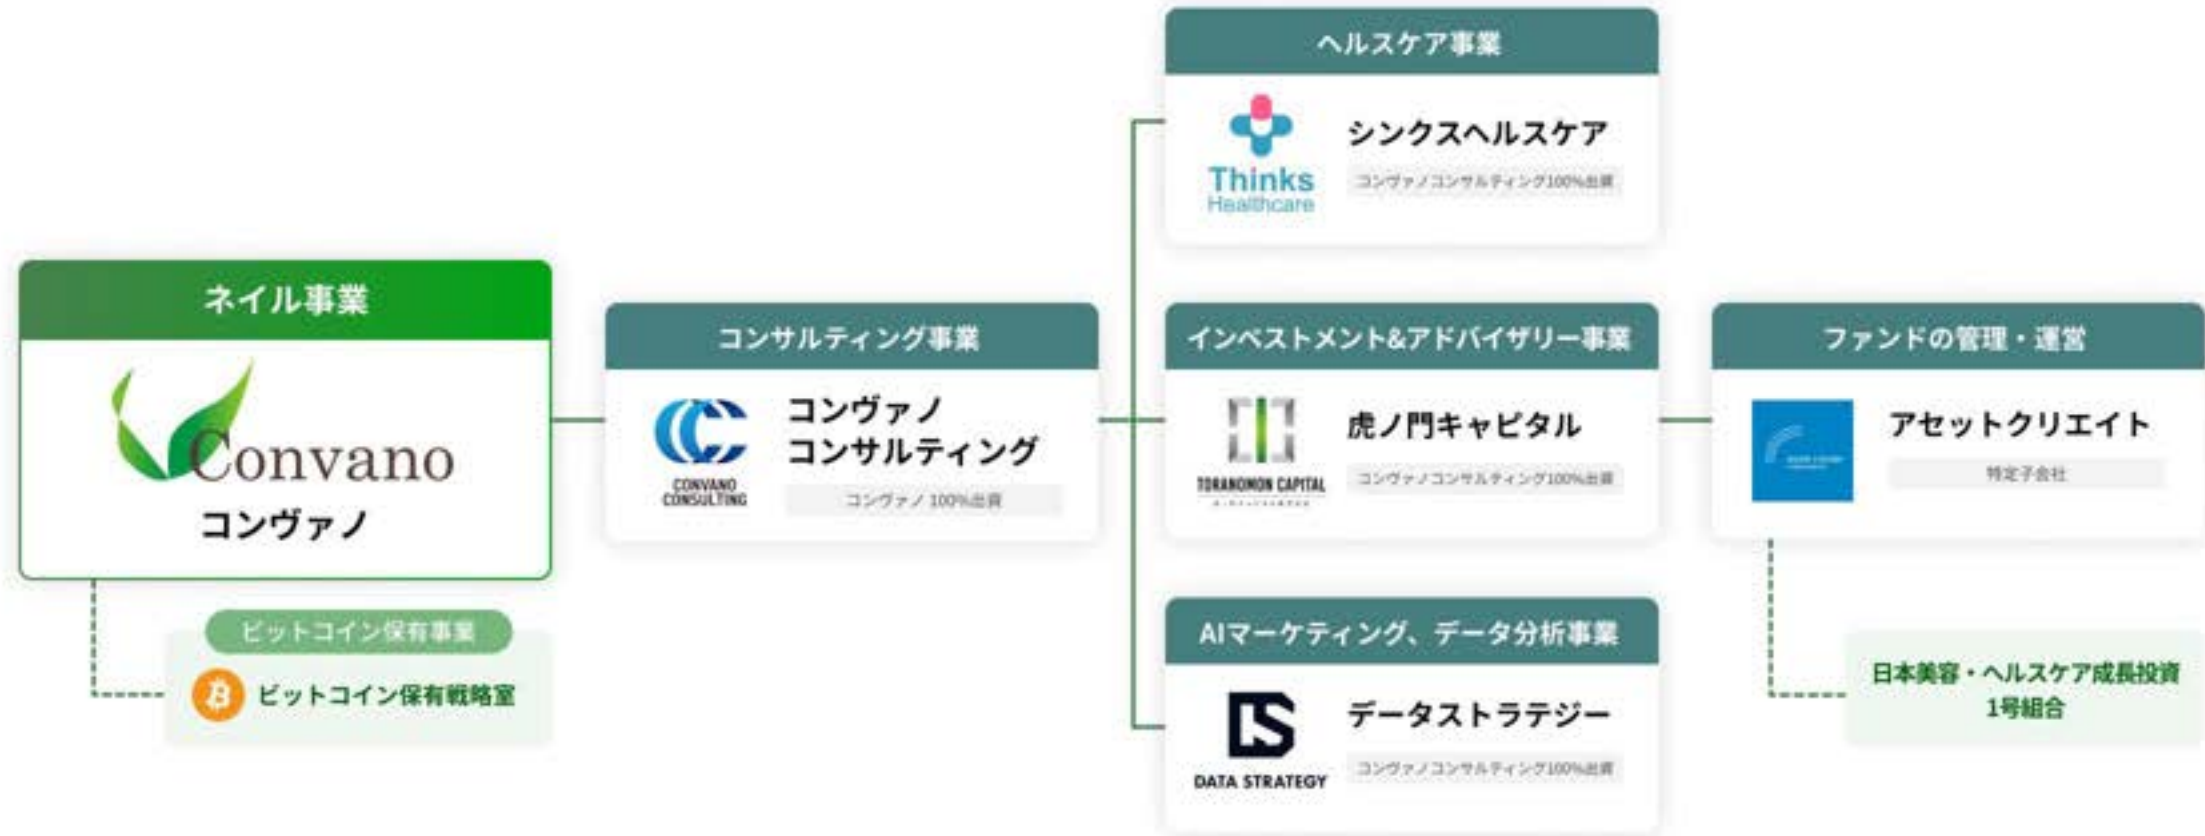 ネイル事業
Convano
コンヴァノ
ビットコイン保有事業
ビットコイン保有戦略室
コンサルティング事業
CONVANO
CONSULTING
コンヴァノ
コンサルティング
コンヴァノ 100%出資
ヘルスケア事業
Thinks
Healthcare
シンクスヘルスケア
コンヴァノコンサルティング100%出資
インベストメント&アドバイザリー事業
TORANOMON CAPITAL
虎ノ門キャピタル
コンヴァノコンサルティング100%出資
AIマーケティング、データ分析事業
DATA STRATEGY
データストラテジー
コンヴァノコンサルティング100%出資
ファンドの管理・運営
アセットクリエイト
特定子会社
日本美容・ヘルスケア成長投資
1号組合